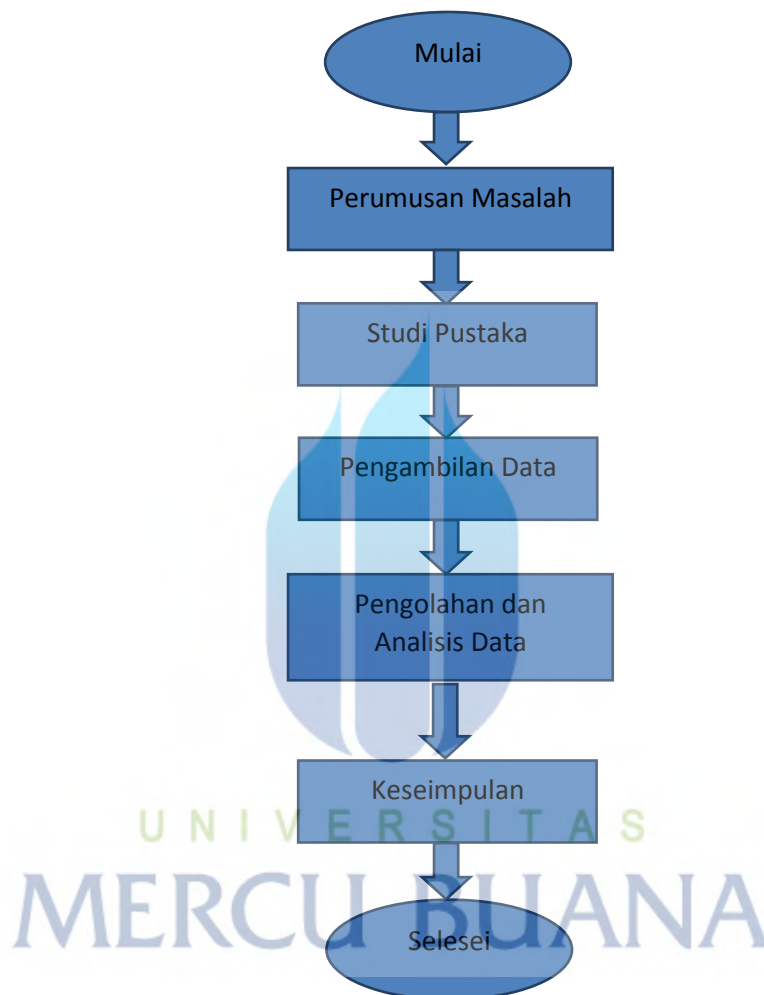 Mulai
Perumusan Masalah
Studi Pustaka
Pengambilan Data
Pengolahan dan
Analisis Data
Keseimpulan
UNIVERSITAS
MERCU BUANA
Selesei